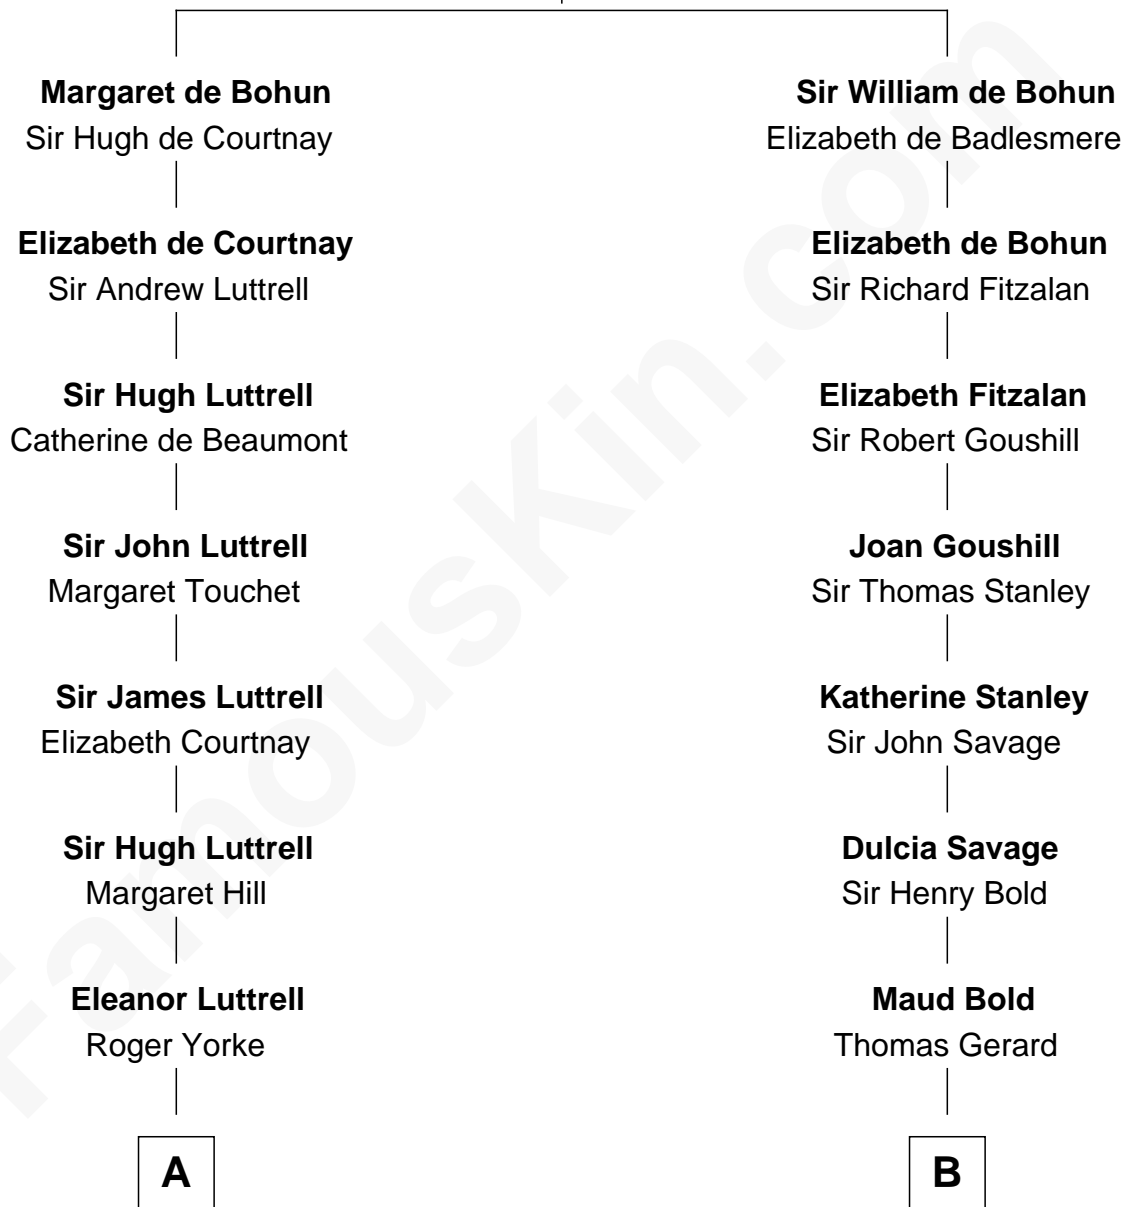 Margaret de Bohun
Sir Hugh de Courtnay
Elizabeth de Courtnay
Sir Andrew Luttrell
Sir Hugh Luttrell
Catherine de Beaumont
Sir John Luttrell
Margaret Touchet
Sir James Luttrell
Elizabeth Courtnay
Sir Hugh Luttrell
Margaret Hill
Eleanor Luttrell
Roger Yorke
A
Sir William de Bohun
Elizabeth de Badlesmere
Elizabeth de Bohun
Sir Richard Fitzalan
Elizabeth Fitzalan
Sir Robert Goushill
Joan Goushill
Sir Thomas Stanley
Katherine Stanley
Sir John Savage
Dulcia Savage
Sir Henry Bold
Maud Bold
Thomas Gerard
B
FamousKin.com